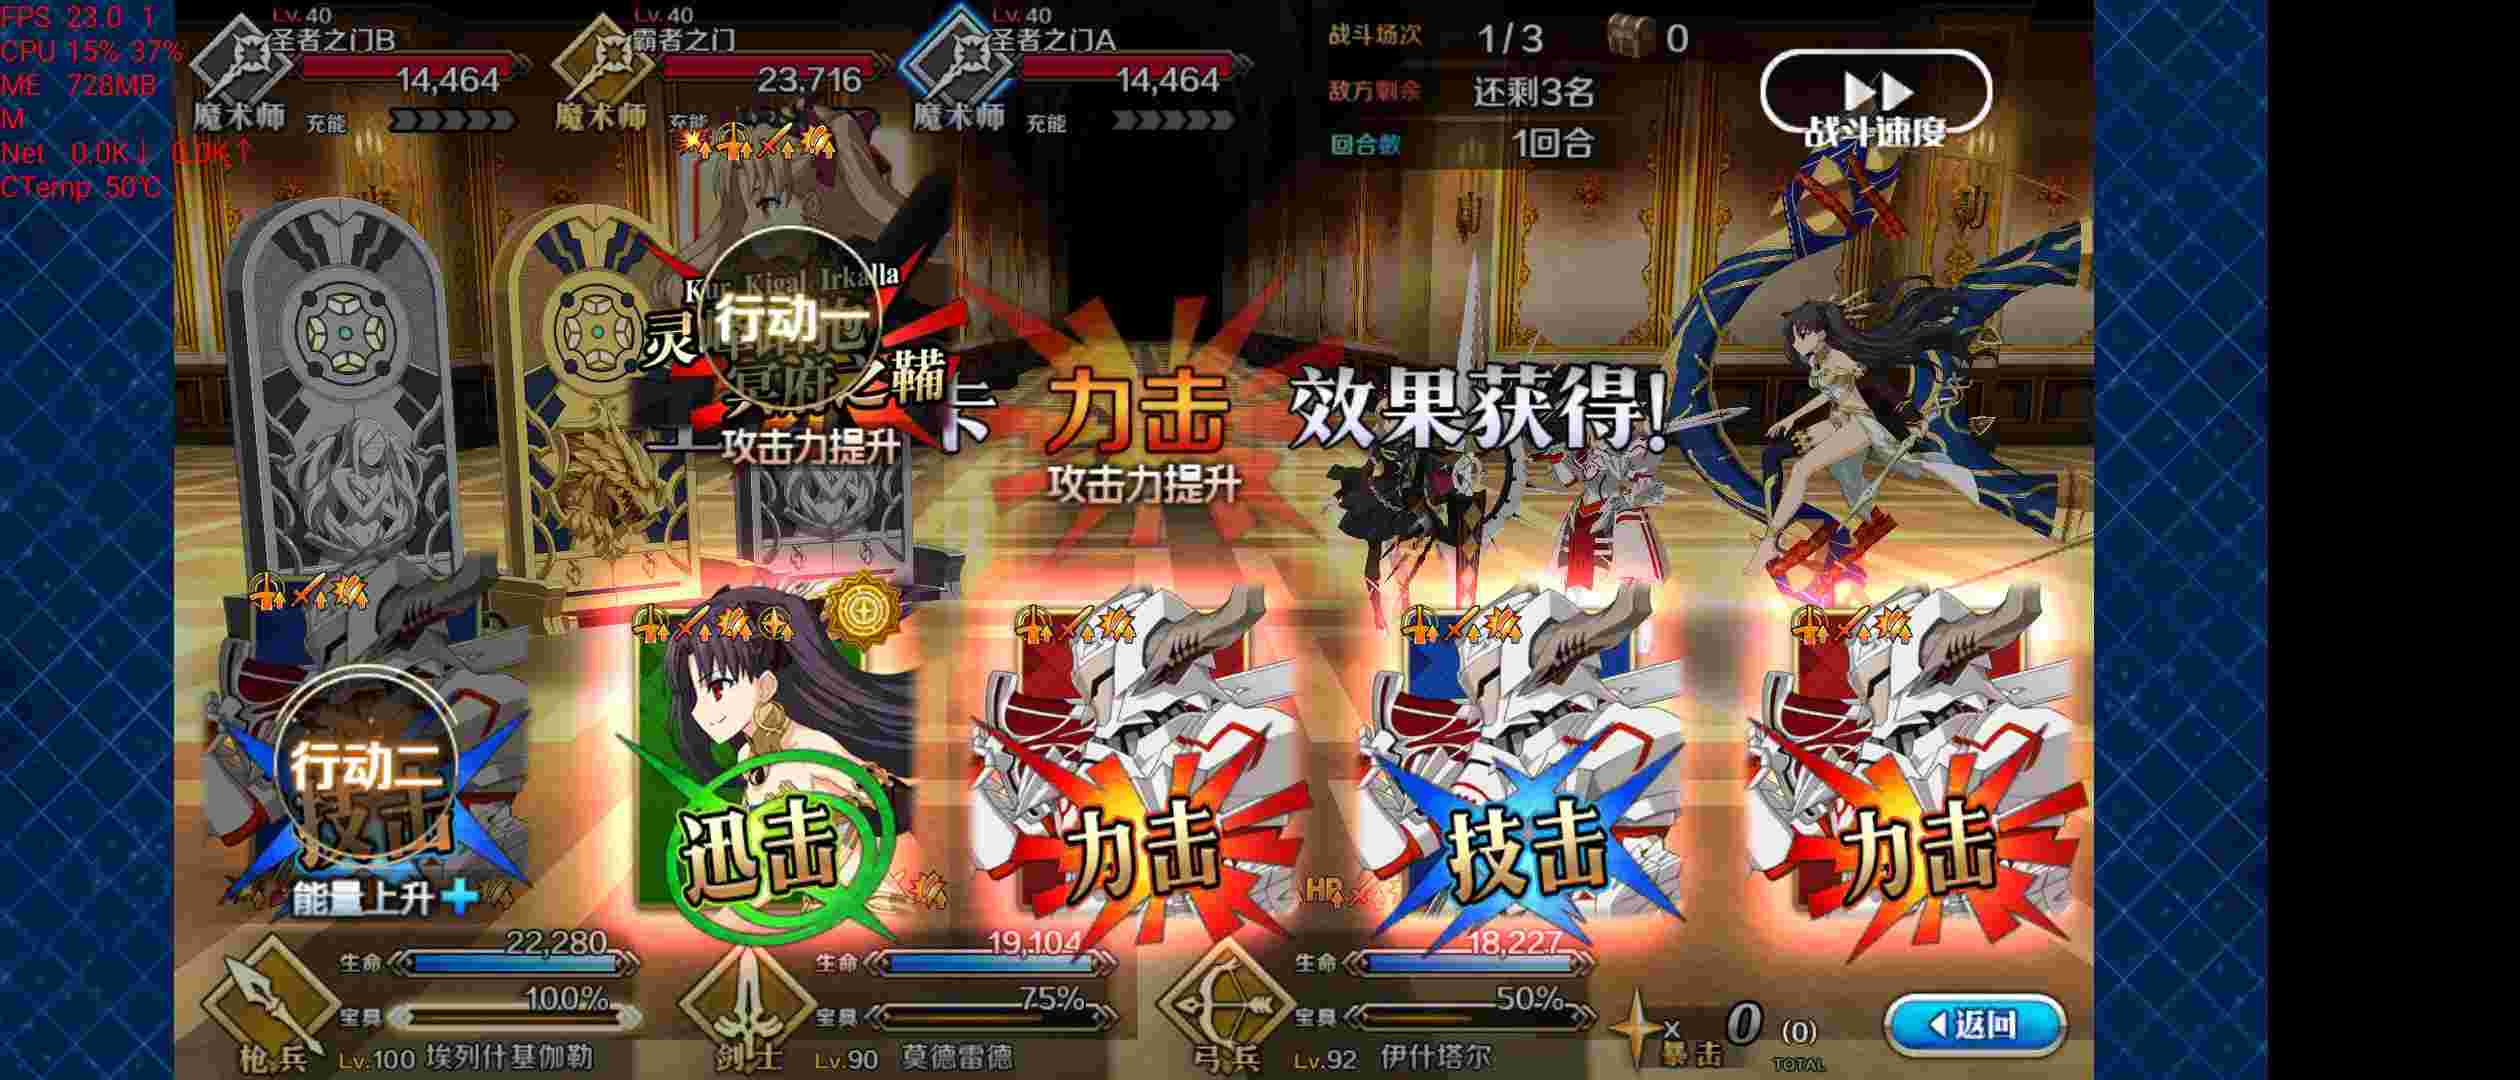 FPS 23.0 1
CPU 15% 37%
ME 728MB
M
Net 0.0K↓ 0.0K↑
CTemp 50℃
Lv.40
圣者之门B
14,464
魔术师
充能
Lv.40
霸者之门
23,716
魔术师
充能
Lv.40
圣者之门A
14,464
魔术师
充能
战斗场次 1/3 0
敌方剩余 还剩3名
回合数 1回合
战斗速度
Kur Kigal Irkalla
行动一
冥府之鞴
攻击力提升
卡 力击 效果获得!
攻击力提升
行动二
技击
能量上升
迅击
力击
技击
力击
HP
生命 22,280
宝具 100%
枪兵 Lv.100 埃列什基伽勒
生命 19,104
宝具 75%
剑士 Lv.90 莫德雷德
生命 18,227
宝具 50%
弓兵 Lv.92 伊什塔尔
x 0 (0)
暴击 TOTAL
返回